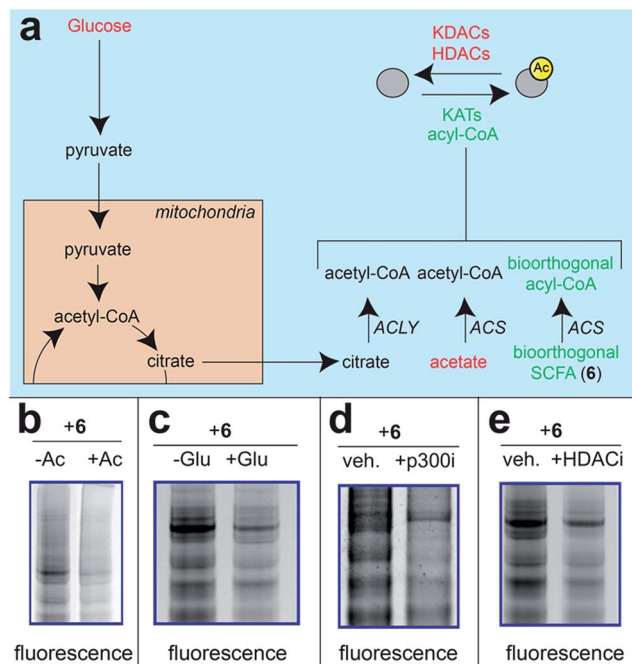 a
Glucose
pyruvate
mitochondria
pyruvate
acetyl-CoA
citrate
KDACs
HDACs
Ac
KATs
acyl-CoA
acetyl-CoA acetyl-CoA bioorthogonal
acyl-CoA
ACLY ACS ACS
citrate acetate bioorthogonal
SCFA (6)
b
+6
-Ac +Ac
fluorescence
c
+6
-Glu +Glu
fluorescence
d
+6
veh. +p300i
fluorescence
e
+6
veh. +HDACi
fluorescence